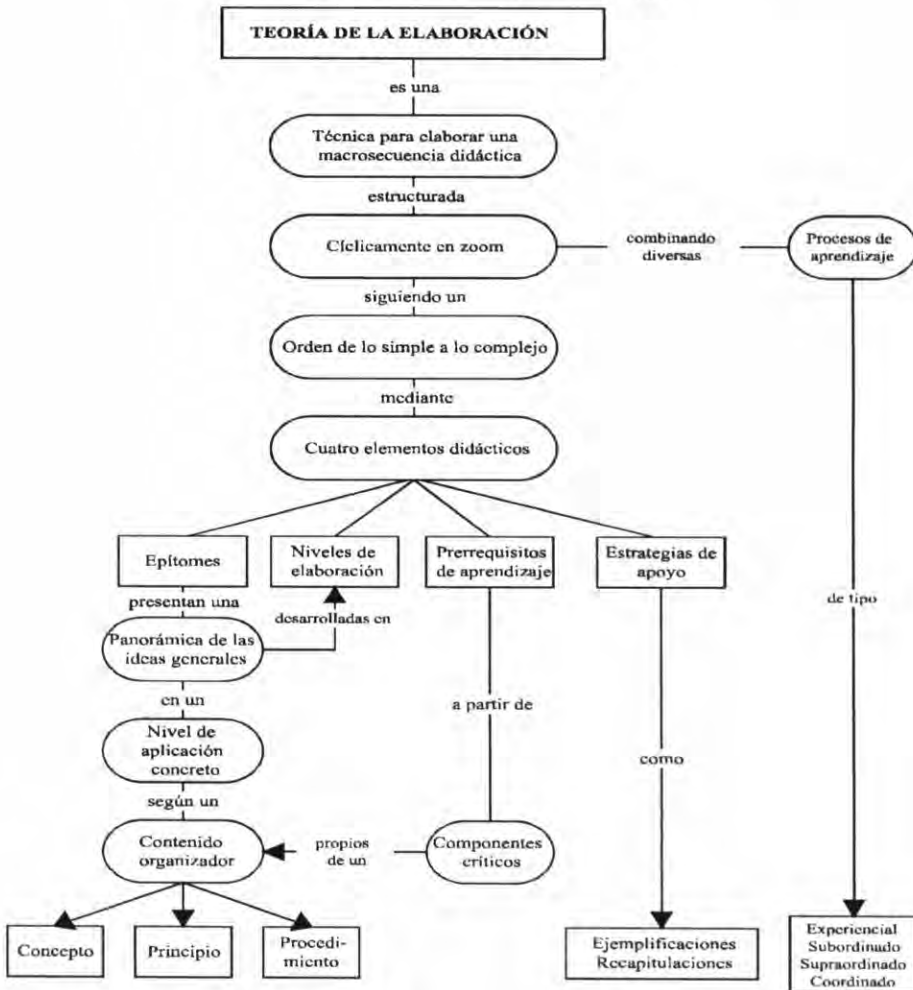 TEORÍA DE LA ELABORACIÓN
es una
Técnica para elaborar una
macrosecuencia didáctica
estructurada
Cíclicamente en zoom
combinando
diversas
Procesos de
aprendizaje
siguiendo un
Orden de lo simple a lo complejo
mediante
Cuatro elementos didácticos
Epítomes
Niveles de
elaboración
Prerrequisitos
de aprendizaje
Estrategias de
apoyo
presentan una
desarrolladas en
de tipo
Panorámica de las
ideas generales
en un
a partir de
Nivel de
aplicación
concreto
como
según un
Contenido
organizador
propios
de un
Componentes
críticos
Concepto
Principio
Procedi-
miento
Ejemplificaciones
Recapitulaciones
Experiencial
Subordinado
Supraordinado
Coordinado